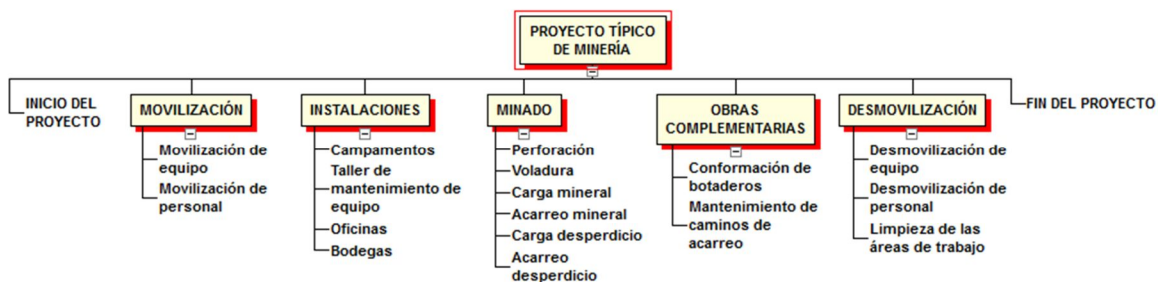 PROYECTO TÍPICO
DE MINERÍA
INICIO DEL
PROYECTO
MOVILIZACIÓN
Movilización de
equipo
Movilización de
personal
INSTALACIONES
Campamentos
Taller de
mantenimiento de
equipo
Oficinas
Bodegas
MINADO
Perforación
Voladura
Carga mineral
Acarreo mineral
Carga desperdicio
Acarreo
desperdicio
OBRAS
COMPLEMENTARIAS
Conformación de
botaderos
Mantenimiento de
caminos de
acarreo
DESMOVILIZACIÓN
Desmovilización de
equipo
Desmovilización de
personal
Limpieza de las
áreas de trabajo
FIN DEL PROYECTO